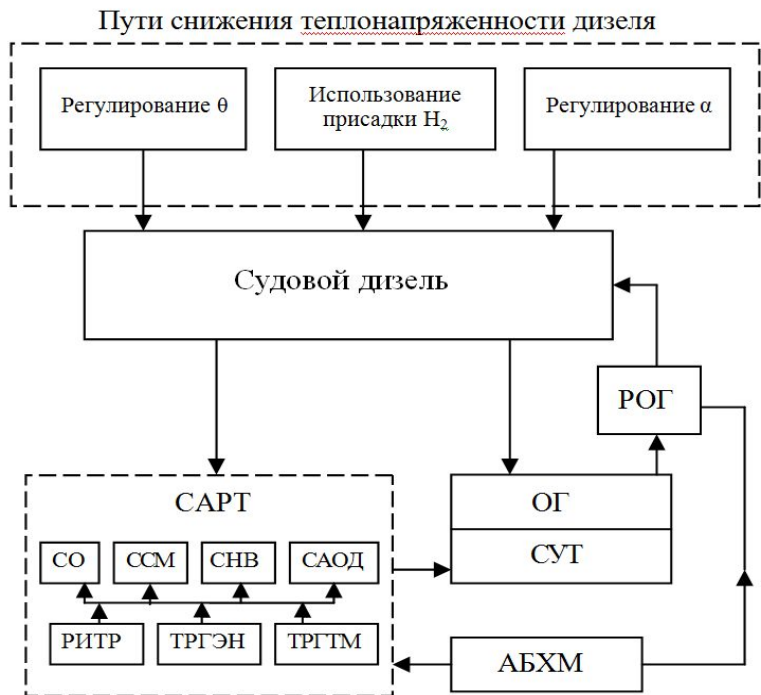 Пути снижения теплонапряженности дизеля
Регулирование θ
Использование
присадки H₂
Регулирование α
Судовой дизель
РОГ
САРТ
ОГ
СУТ
СО
ССМ
СНВ
САОД
РИТР
ТРГЭН
ТРГТМ
АБХМ